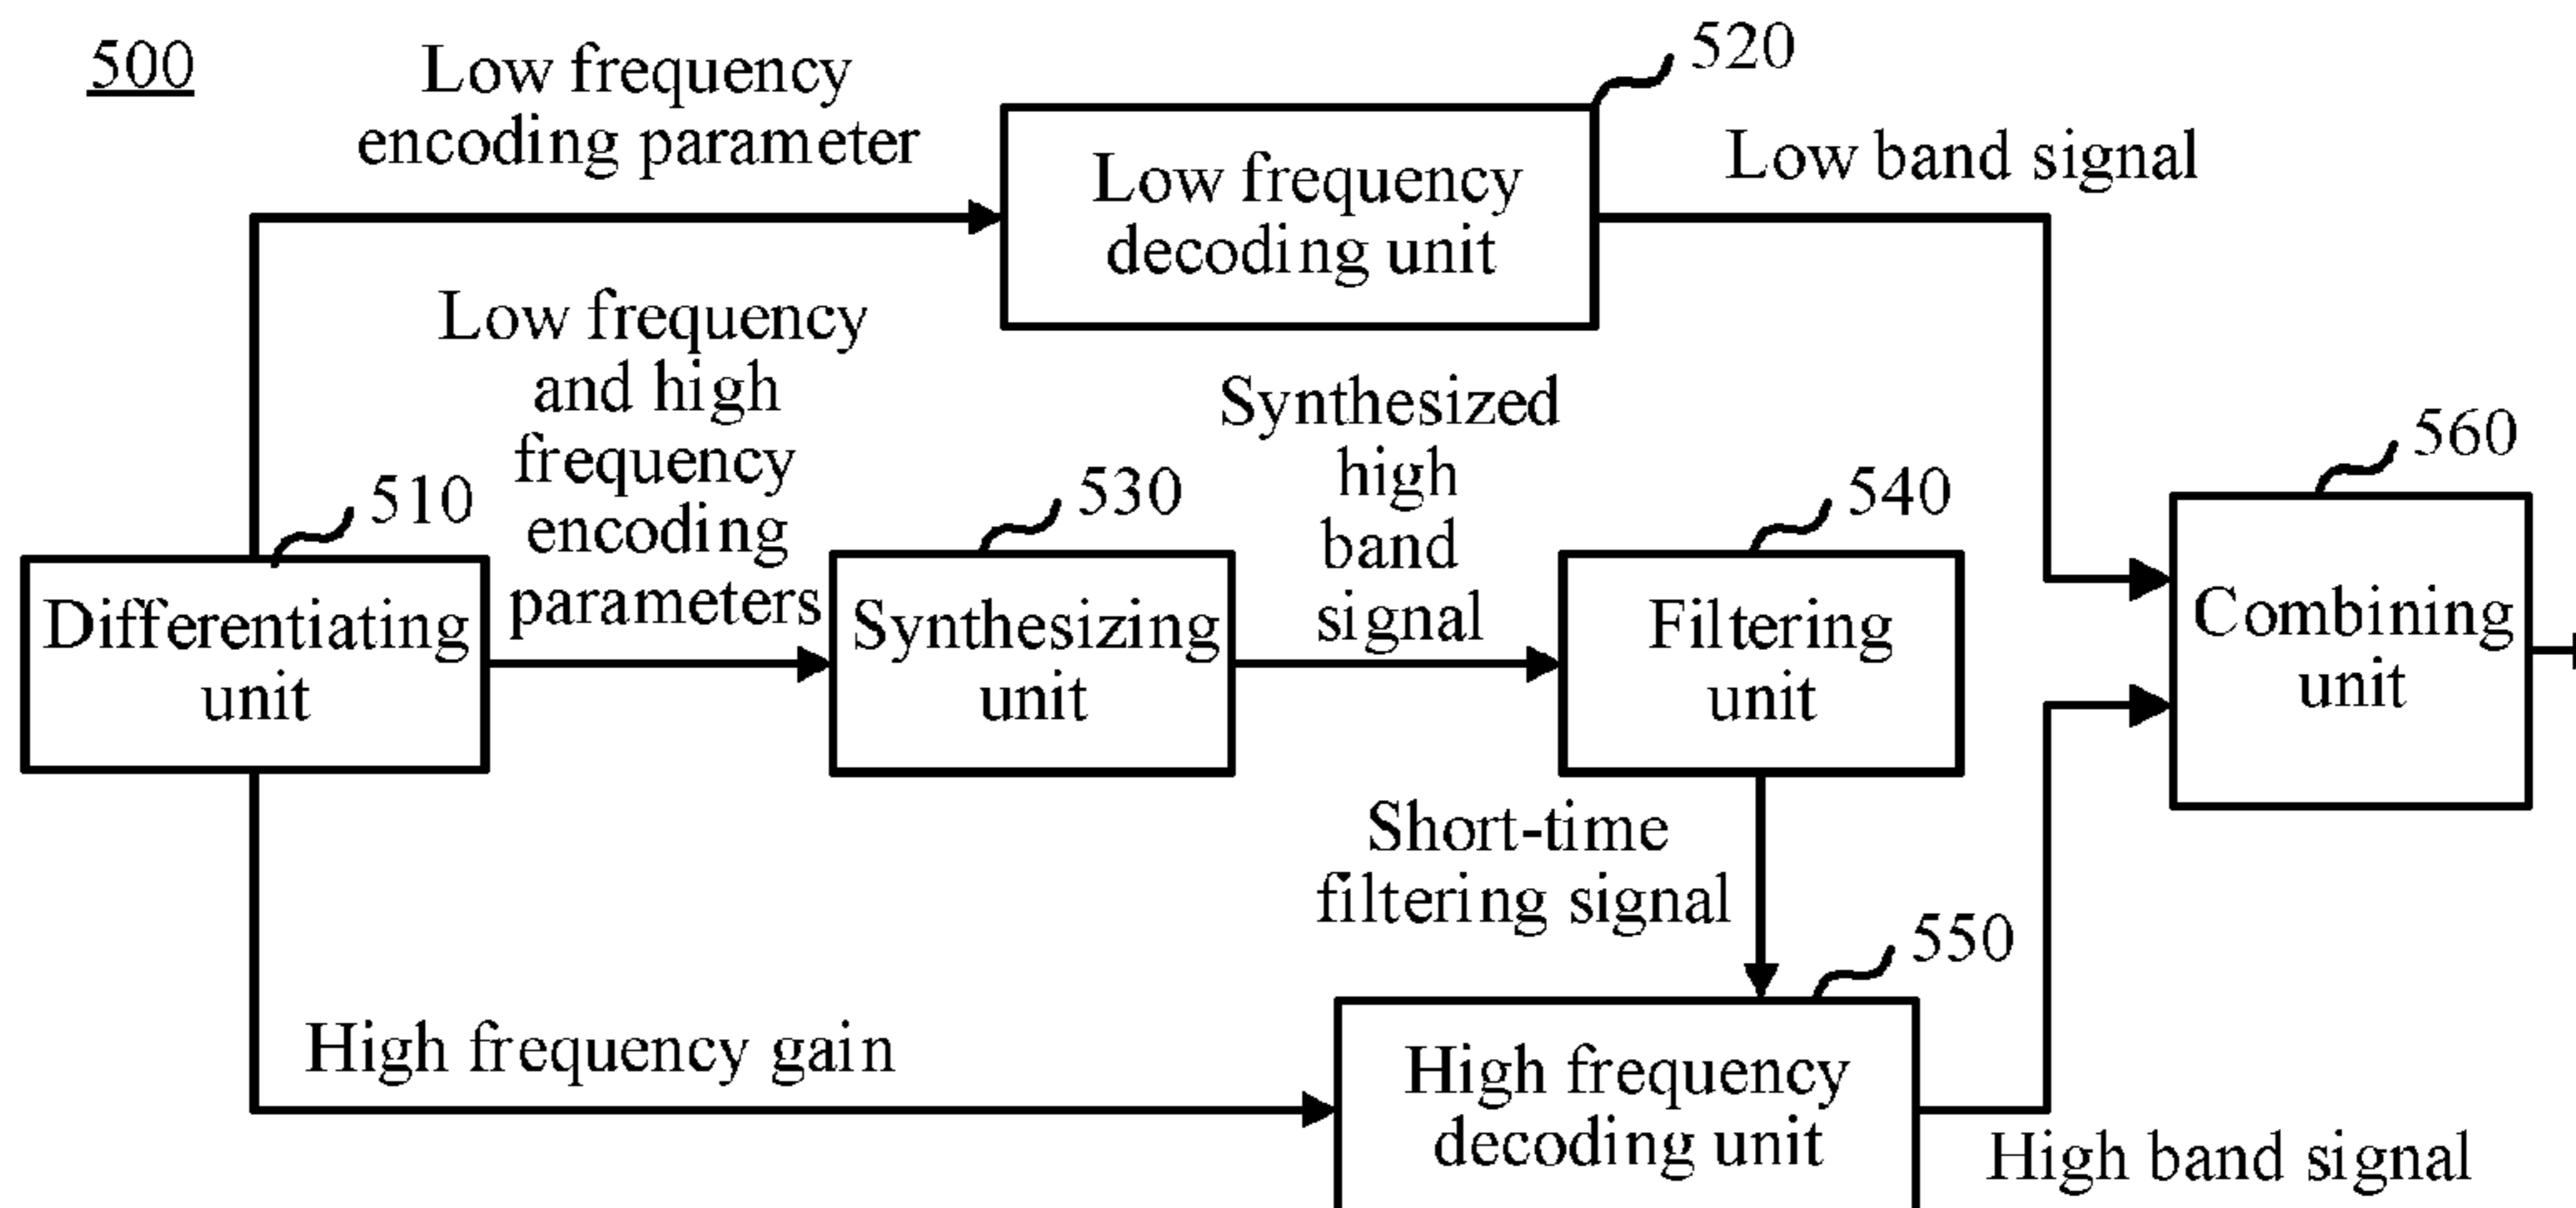 500
Low frequency
encoding parameter
520
Low frequency
decoding unit
Low band signal
Low frequency
and high
frequency
encoding
parameters
510
Differentiating
unit
530
Synthesizing
unit
Synthesized
high
band
signal
540
Filtering
unit
560
Combining
unit
Short-time
filtering signal
550
High frequency gain
High frequency
decoding unit
High band signal